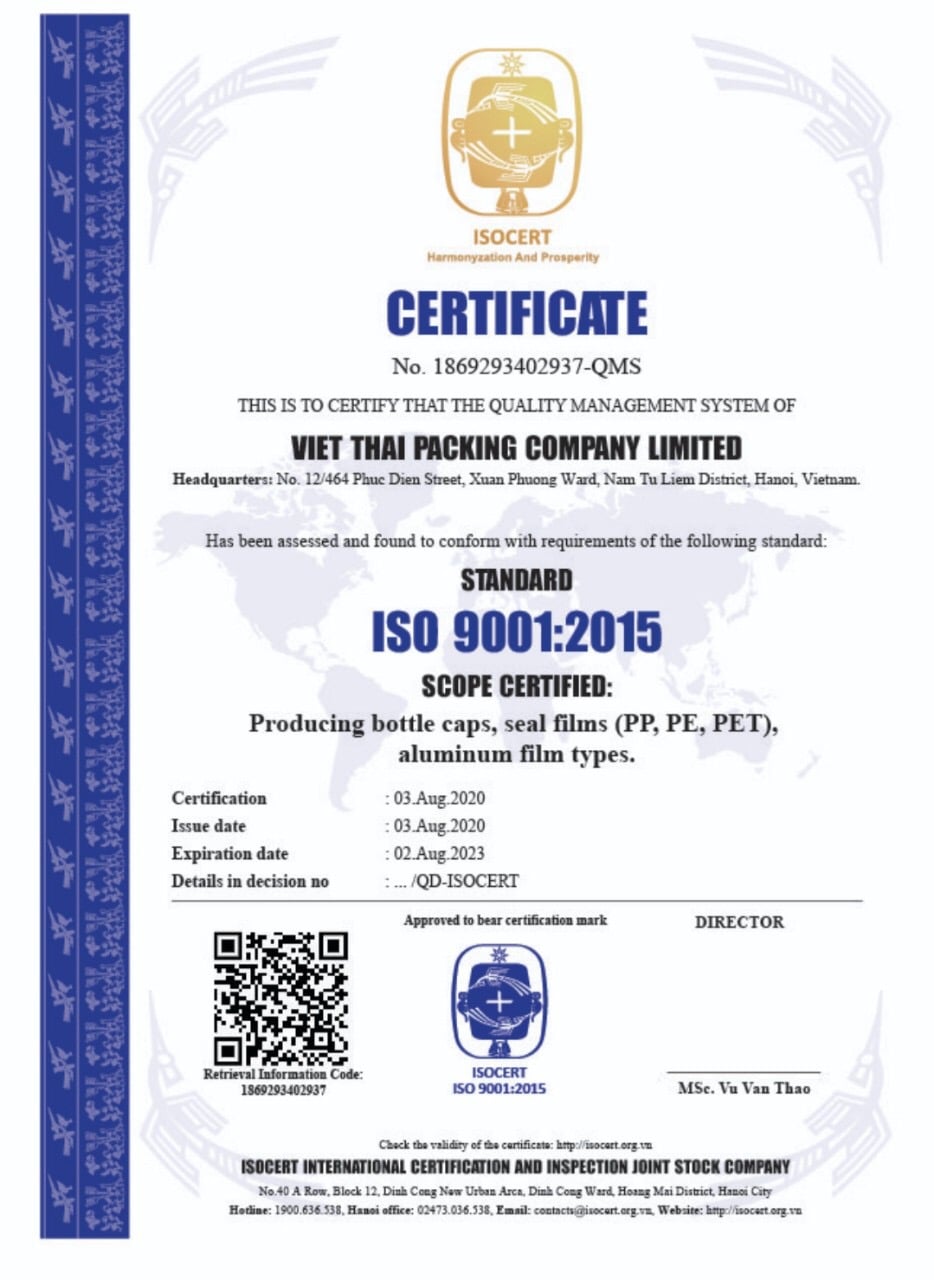 ISOCERT
Harmonyzation And Prosperity
CERTIFICATE
No. 1869293402937-QMS
THIS IS TO CERTIFY THAT THE QUALITY MANAGEMENT SYSTEM OF
VIET THAI PACKING COMPANY LIMITED
Headquarters: No. 12/464 Phuc Dien Street, Xuan Phuong Ward, Nam Tu Liem District, Hanoi, Vietnam.
Has been assessed and found to conform with requirements of the following standard:
STANDARD
ISO 9001:2015
SCOPE CERTIFIED:
Producing bottle caps, seal films (PP, PE, PET),
aluminum film types.
Certification : 03.Aug.2020
Issue date : 03.Aug.2020
Expiration date : 02.Aug.2023
Details in decision no : ... /QD-ISOCERT
Approved to bear certification mark
DIRECTOR
Retrieval Information Code:
1869293402937
ISOCERT
ISO 9001:2015
MSc. Vu Van Thao
Check the validity of the certificate: http://isocert.org.vn
ISOCERT INTERNATIONAL CERTIFICATION AND INSPECTION JOINT STOCK COMPANY
No.40 A Row, Block 12, Dinh Cong New Urban Area, Dinh Cong Ward, Hoang Mai District, Hanoi City
Hotline: 1900.636.538, Hanoi office: 02473.036.538, Email: contacts@isocert.org.vn, Website: http://isocert.org.vn